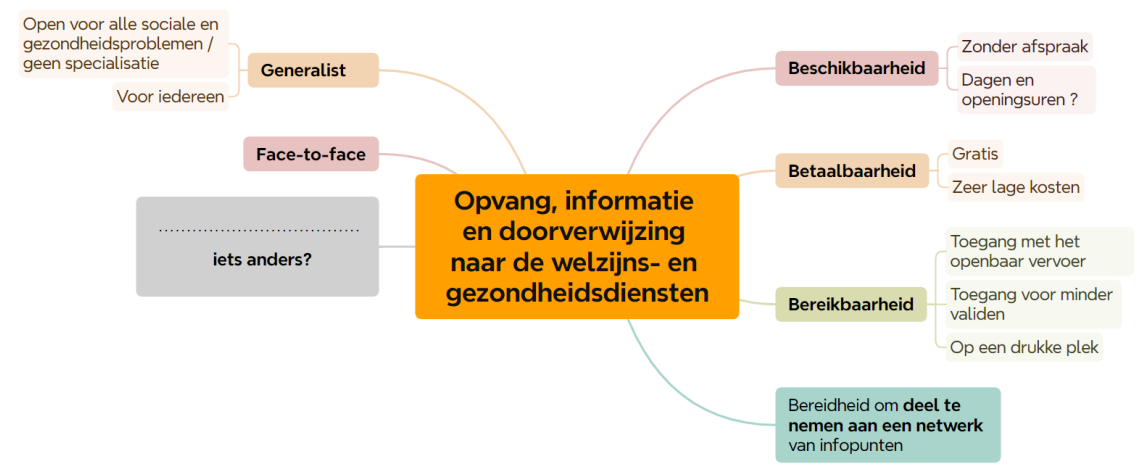 Open voor alle sociale en
gezondheidsproblemen /
geen specialisatie
Voor iedereen
Generalist
Face-to-face
..................................
iets anders?
Opvang, informatie
en doorverwijzing
naar de welzijns- en
gezondheidsdiensten
Beschikbaarheid
Zonder afspraak
Dagen en
openingsuren ?
Betaalbaarheid
Gratis
Zeer lage kosten
Bereikbaarheid
Toegang met het
openbaar vervoer
Toegang voor minder
validen
Op een drukke plek
Bereidheid om deel te
nemen aan een netwerk
van infopunten